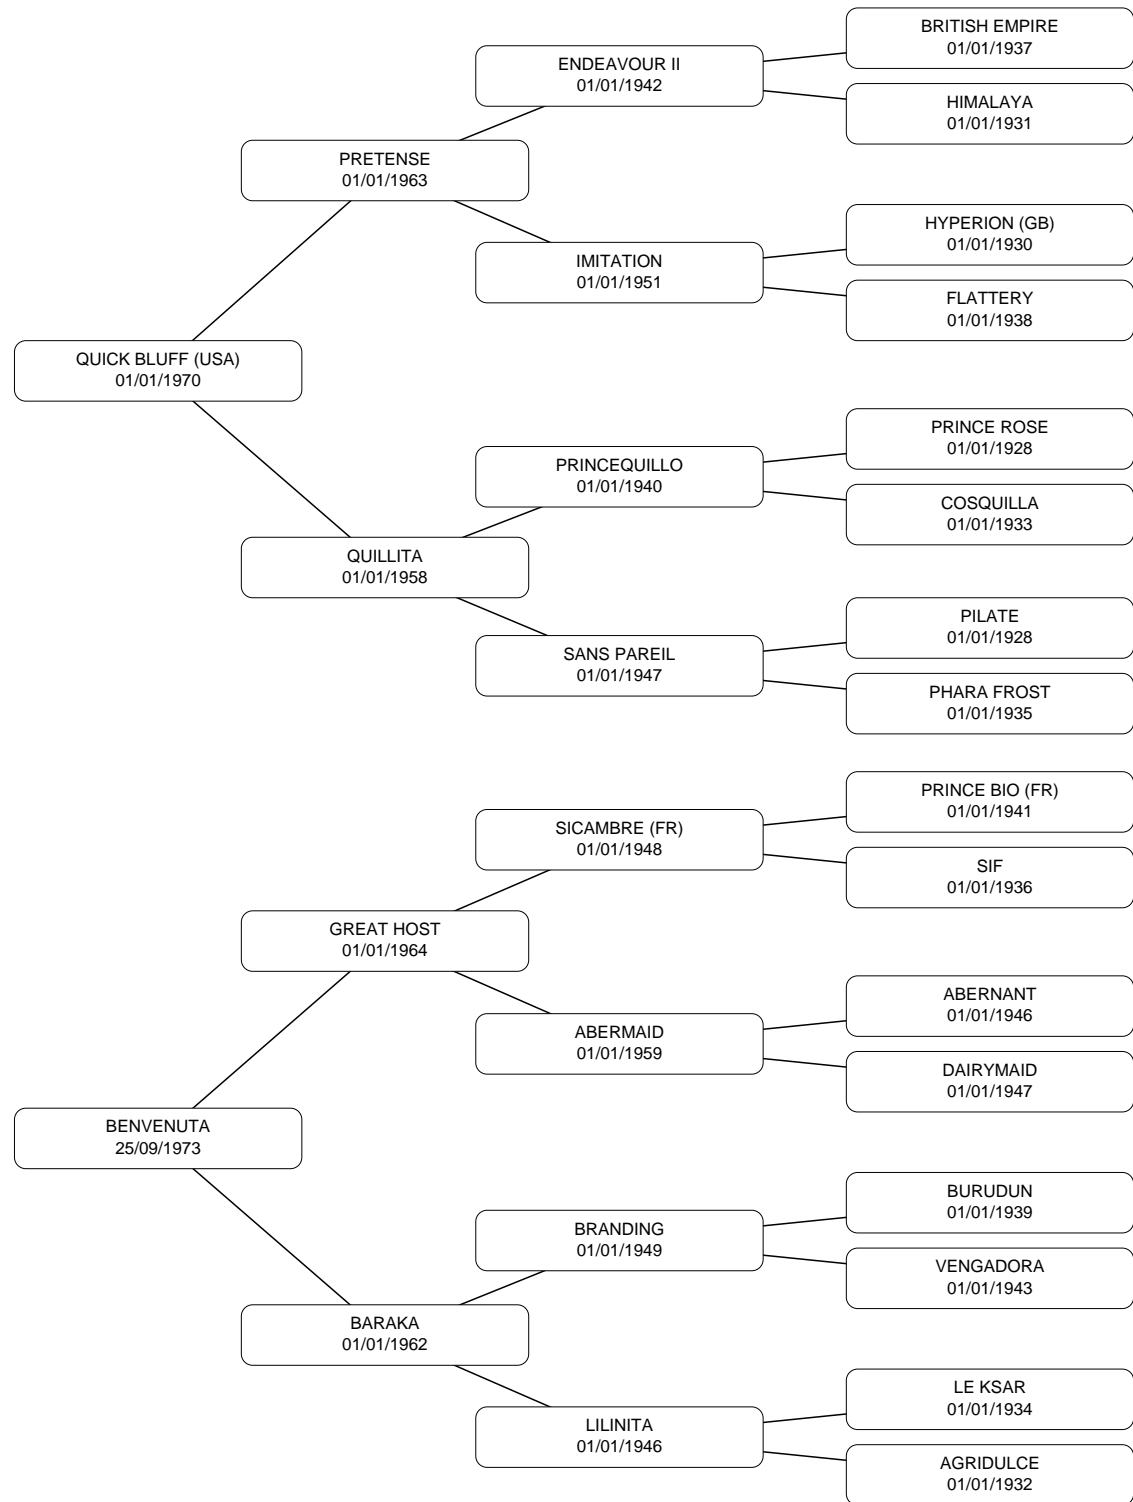 BRITISH EMPIRE
01/01/1937
ENDEAVOUR II
01/01/1942
HIMALAYA
01/01/1931
PRETENSE
01/01/1963
HYPERION (GB)
01/01/1930
IMITATION
01/01/1951
FLATTERY
01/01/1938
QUICK BLUFF (USA)
01/01/1970
PRINCE ROSE
01/01/1928
PRINCEQUILLO
01/01/1940
COSQUILLA
01/01/1933
QUILLITA
01/01/1958
PILATE
01/01/1928
SANS PAREIL
01/01/1947
PHARA FROST
01/01/1935
PRINCE BIO (FR)
01/01/1941
SICAMBRE (FR)
01/01/1948
SIF
01/01/1936
GREAT HOST
01/01/1964
ABERNANT
01/01/1946
ABERMAID
01/01/1959
DAIRYMAID
01/01/1947
BENVENUTA
25/09/1973
BURUDUN
01/01/1939
BRANDING
01/01/1949
VENGADORA
01/01/1943
BARAKA
01/01/1962
LE KSAR
01/01/1934
LILINITA
01/01/1946
AGRIDULCE
01/01/1932